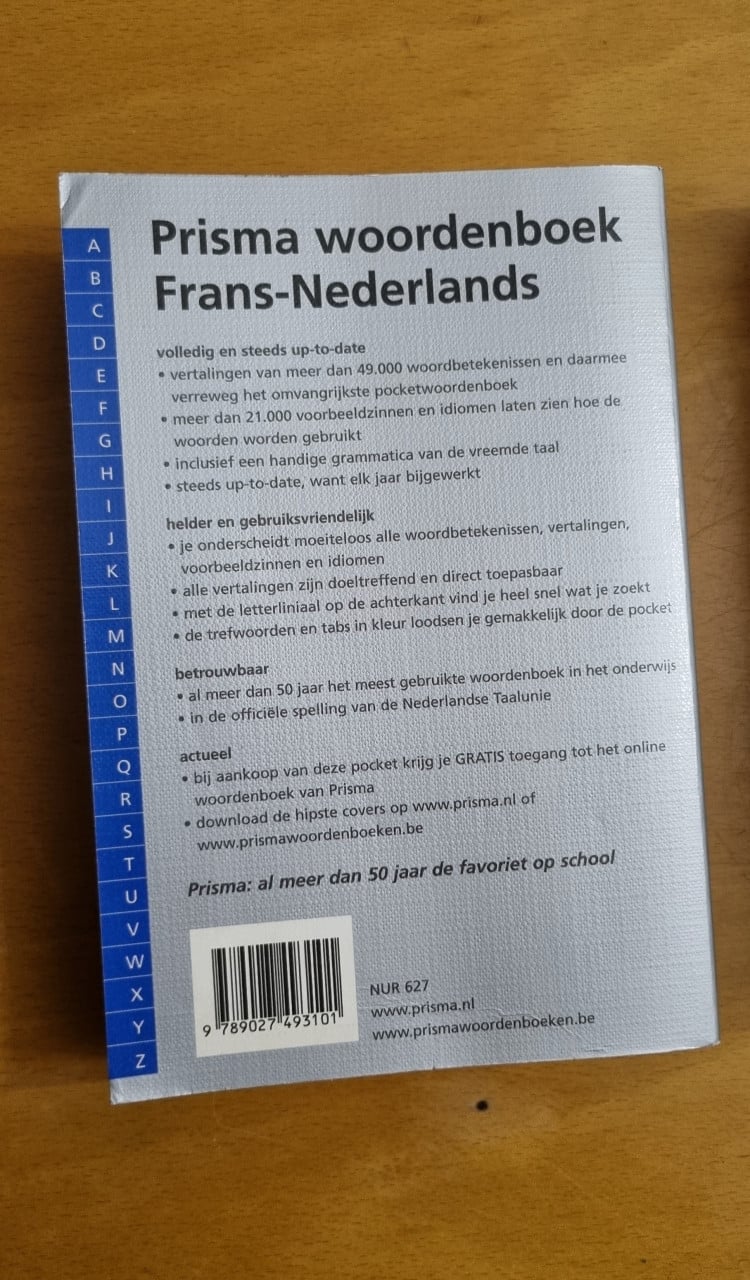 Prisma woordenboek
Frans-Nederlands
volledig en steeds up-to-date
• vertalingen van meer dan 49.000 woordbetekenissen en daarmee
verreweg het omvangrijkste pocketwoordenboek
• meer dan 21.000 voorbeeldzinnen en idiomen laten zien hoe de
woorden worden gebruikt
• inclusief een handige grammatica van de vreemde taal
• steeds up-to-date, want elk jaar bijgewerkt
helder en gebruiksvriendelijk
• je onderscheidt moeiteloos alle woordbetekenissen, vertalingen,
voorbeeldzinnen en idiomen
• alle vertalingen zijn doeltreffend en direct toepasbaar
• met de letterliniaal op de achterkant vind je heel snel wat je zoekt
• de trefwoorden en tabs in kleur loodsen je gemakkelijk door de pocket
betrouwbaar
• al meer dan 50 jaar het meest gebruikte woordenboek in het onderwijs
• in de officiële spelling van de Nederlandse Taalunie
actueel
• bij aankoop van deze pocket krijg je GRATIS toegang tot het online
woordenboek van Prisma
• download de hipste covers op www.prisma.nl of
www.prismawoordenboeken.be
Prisma: al meer dan 50 jaar de favoriet op school
NUR 627
www.prisma.nl
www.prismawoordenboeken.be
9 789027 493101
A
B
C
D
E
F
G
H
I
J
K
L
M
N
O
P
Q
R
S
T
U
V
W
X
Y
Z